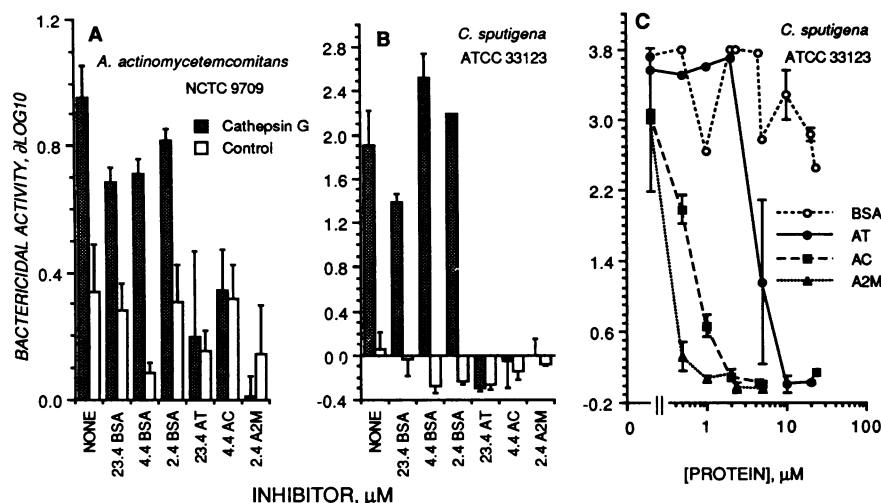 A
A. actinomycetemcomitans
NCTC 9709
Cathepsin G
Control
BACTERICIDAL ACTIVITY, ∂LOG10
1.2
0.8
0.4
0.0
NONE
23.4 BSA
4.4 BSA
2.4 BSA
23.4 AT
4.4 AC
2.4 A2M
B
C. sputigena
ATCC 33123
2.8
2.4
2.0
1.6
1.2
0.8
0.4
-0.0
-0.4
NONE
23.4 BSA
4.4 BSA
2.4 BSA
23.4 AT
4.4 AC
2.4 A2M
INHIBITOR, µM
C
C. sputigena
ATCC 33123
3.8
3.0
2.2
1.4
0.6
-0.2
BSA
AT
AC
A2M
0 1 10 100
[PROTEIN], µM